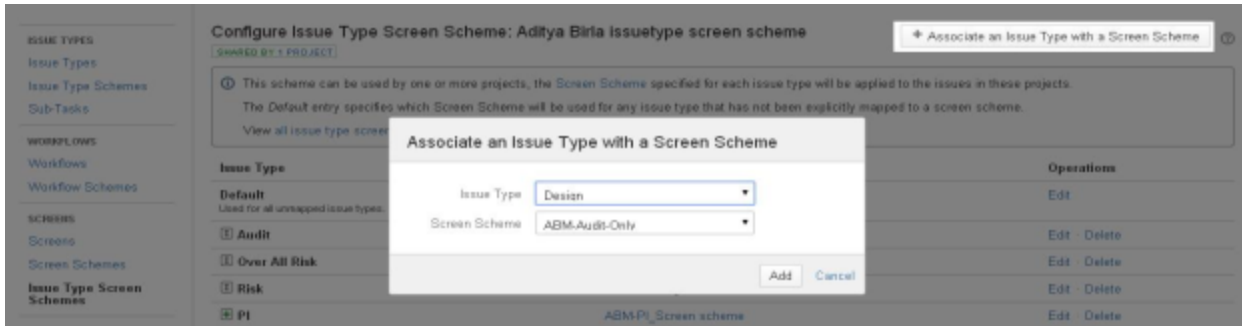 ISSUE TYPES
Issue Types
Issue Type Schemes
Sub-Tasks
WORKFLOWS
Workflows
Workflow Schemes
SCREENS
Screens
Screen Schemes
Issue Type Screen
Schemes
Configure Issue Type Screen Scheme: Aditya Birla issuetype screen scheme
SHARED BY 1 PROJECT
+ Associate an Issue Type with a Screen Scheme
This scheme can be used by one or more projects, the Screen Scheme specified for each issue type will be applied to the issues in these projects.
The Default entry specifies which Screen Scheme will be used for any issue type that has not been explicitly mapped to a screen scheme.
View all issue type screen
Associate an Issue Type with a Screen Scheme
Issue Type Design
Screen Scheme ABM-Audit-Only
Add Cancel
Issue Type Operations
Default Edit
Used for all unmapped issue types.
Audit Edit · Delete
Over All Risk Edit · Delete
Risk Edit · Delete
PI ABM-PI_Screen scheme Edit · Delete